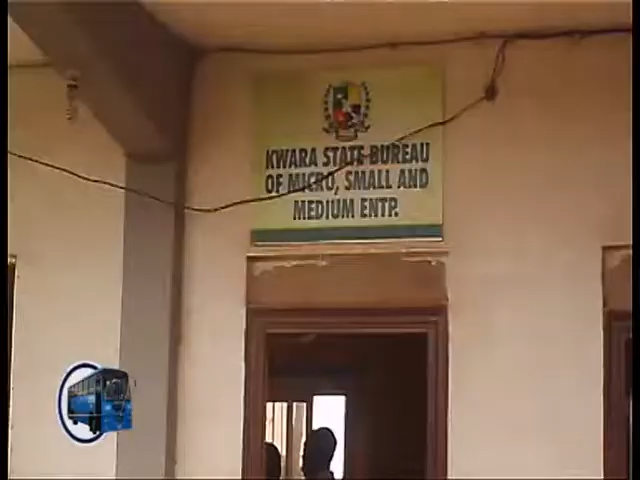 KWARA STATE BUREAU
OF MICRO, SMALL AND
MEDIUM ENTP.